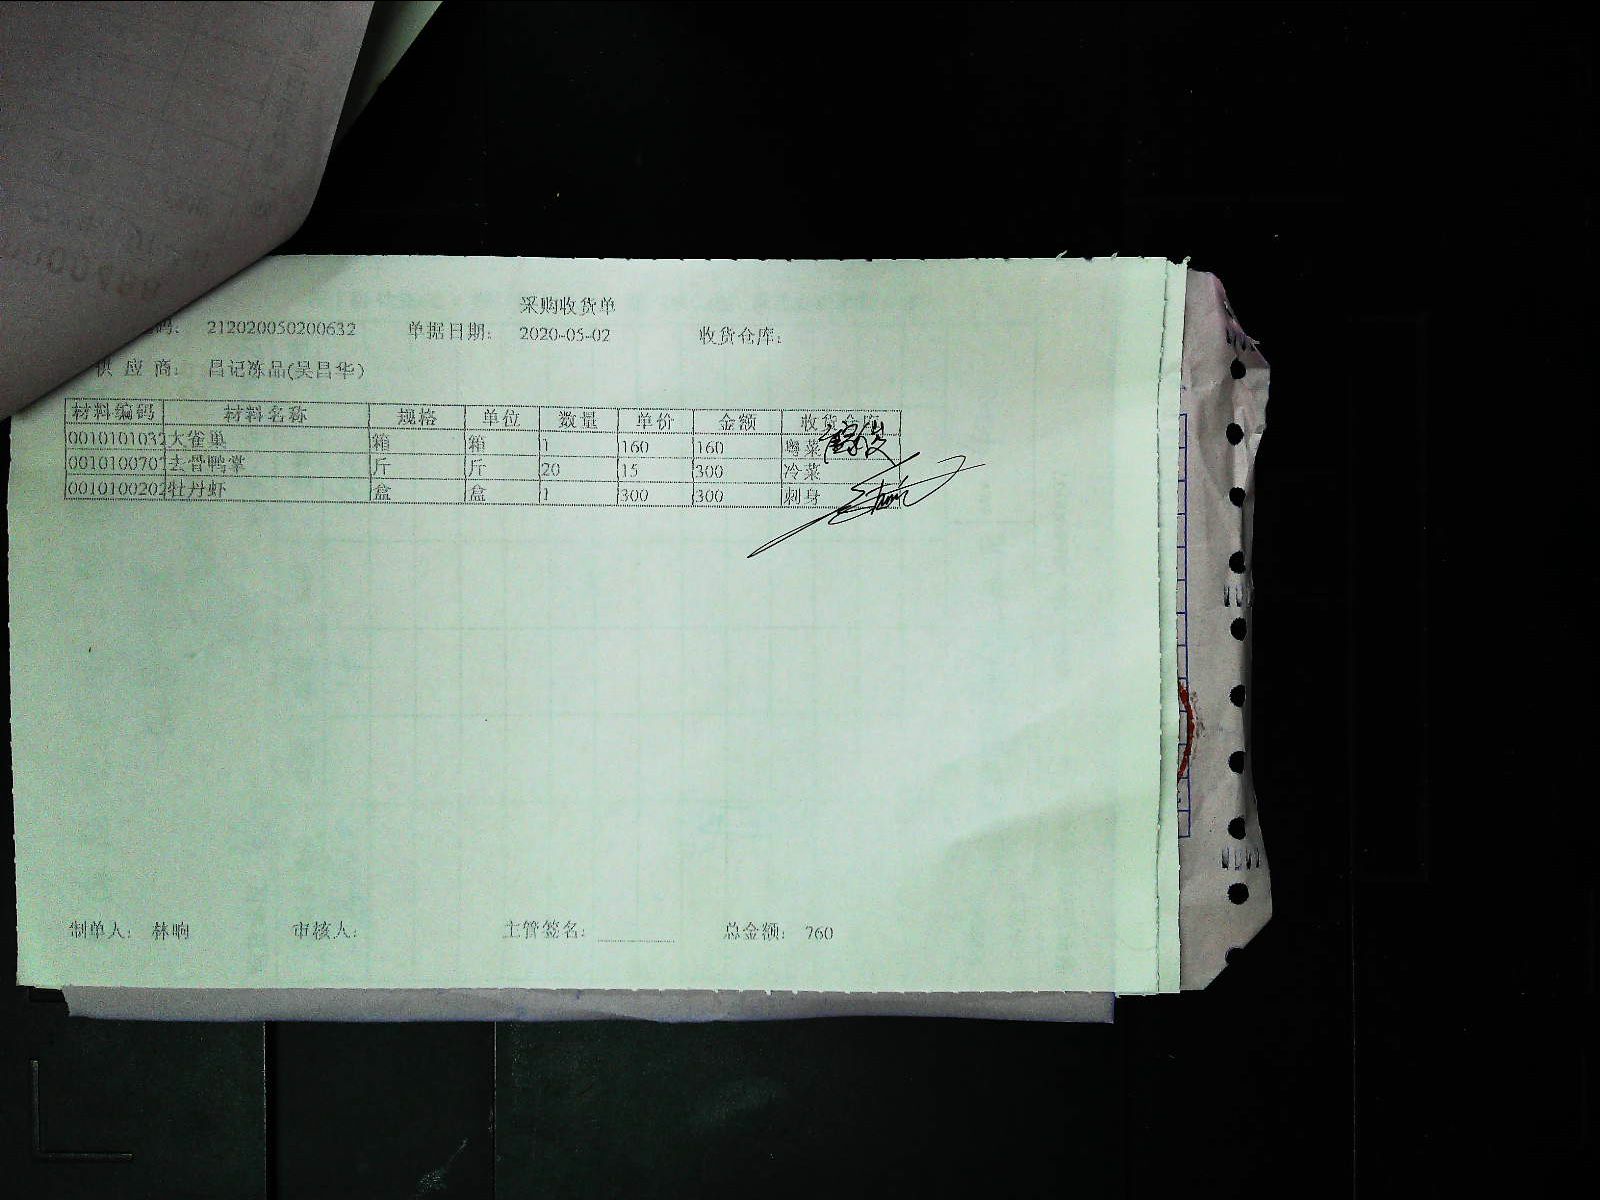 采购收货单
码: 212020050200632 单据日期: 2020-05-02 收货仓库:
供应商: 昌记冻品(吴昌华)
材料编码 材料名称 规格 单位 数量 单价 金额 收货仓库
0010101032 大雀巢 箱 箱 1 160 160 粤菜
001010070 去骨鸭掌 斤 斤 20 15 300 冷菜
0010100202 牡丹虾 盒 盒 1 300 300 刺身
制单人: 林晌 审核人: 主管签名: 总金额: 760